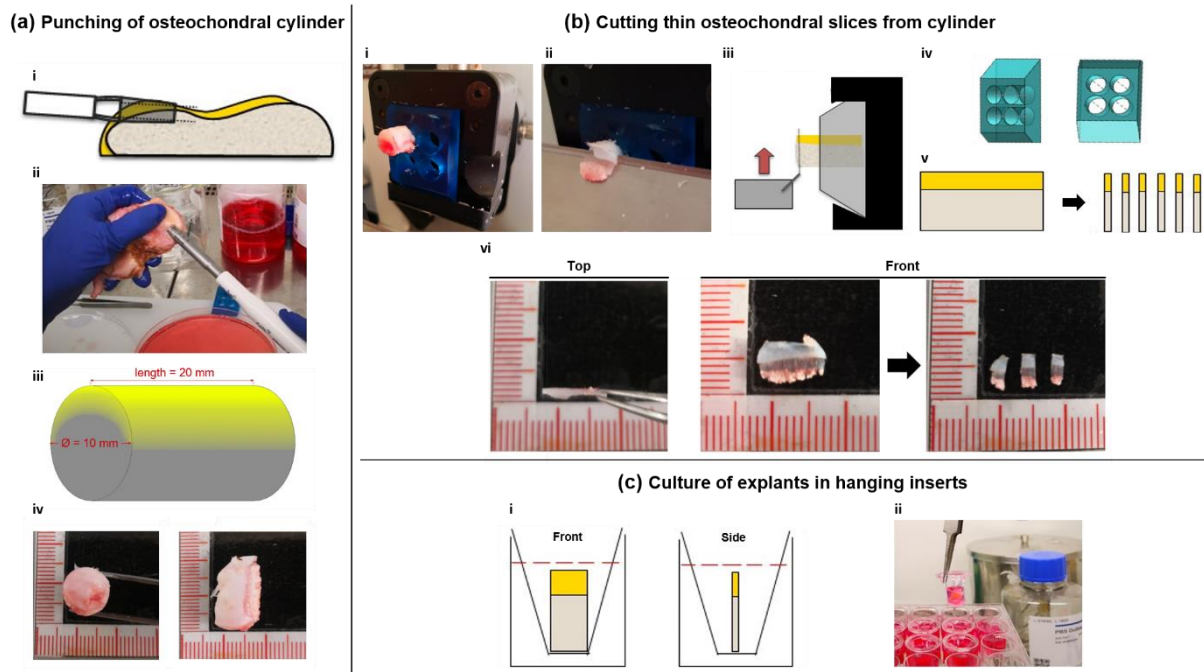 (a) Punching of osteochondral cylinder
i
ii
iii
length = 20 mm
Ø = 10 mm
iv
(b) Cutting thin osteochondral slices from cylinder
i
ii
iii
iv
v
vi
Top
Front
(c) Culture of explants in hanging inserts
i
Front
Side
ii